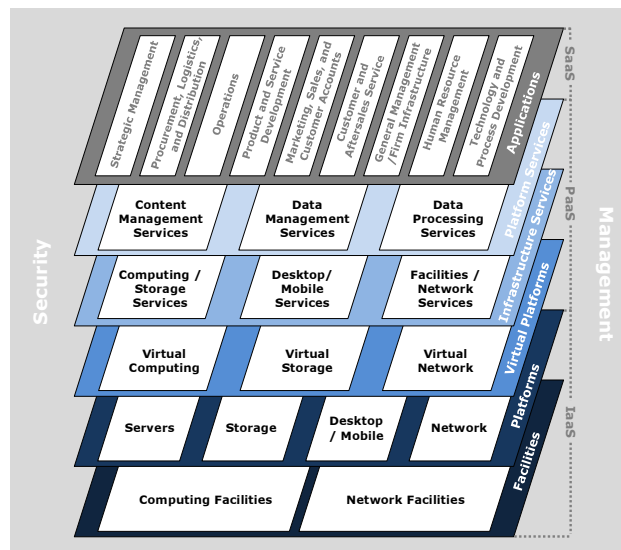 Strategic Management
Procurement, Logistics,
and Distribution
Operations
Product and Service
Development
Marketing, Sales, and
Customer Accounts
Customer and
Aftersales Service
General Management
/Firm Infrastructure
Human Resource
Management
Technology and
Process Development
Applications
SaaS
Content
Management
Services
Data
Management
Services
Data
Processing
Services
Platform Services
PaaS
Computing /
Storage
Services
Desktop/
Mobile
Services
Facilities /
Network
Services
Infrastructure Services
Security
Management
Virtual
Computing
Virtual
Storage
Virtual
Network
Virtual Platforms
Servers
Storage
Desktop
/ Mobile
Network
Platforms
IaaS
Computing Facilities
Network Facilities
Facilities